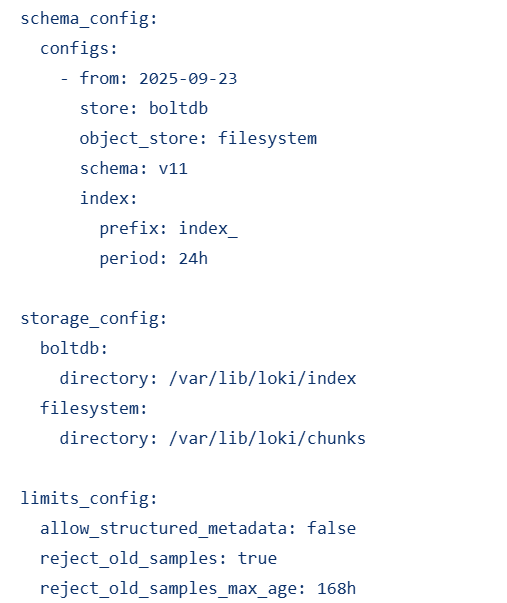 schema_config:
  configs:
    - from: 2025-09-23
      store: boltdb
      object_store: filesystem
      schema: v11
      index:
        prefix: index_
        period: 24h

storage_config:
  boltdb:
    directory: /var/lib/loki/index
  filesystem:
    directory: /var/lib/loki/chunks

limits_config:
  allow_structured_metadata: false
  reject_old_samples: true
  reject_old_samples_max_age: 168h